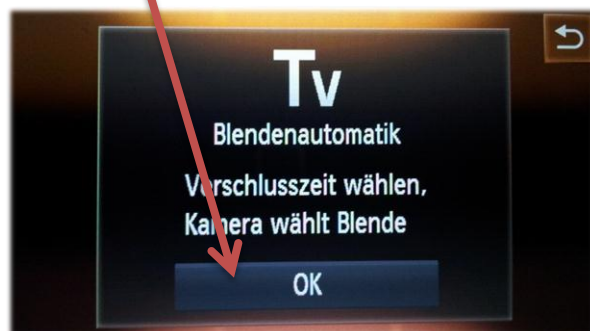 Tv
Blendenautomatik
Verschlusszeit wählen,
Kamera wählt Blende
OK